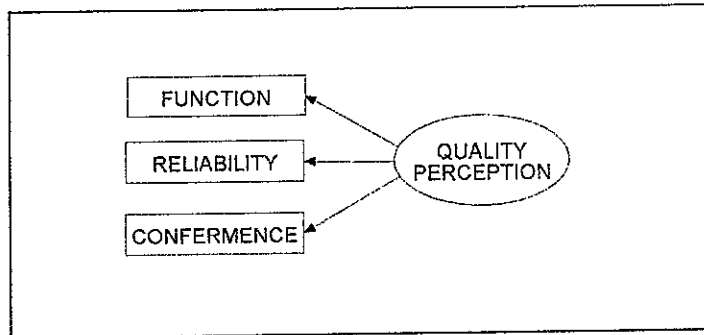 FUNCTION
RELIABILITY
QUALITY
PERCEPTION
CONFERMENCE